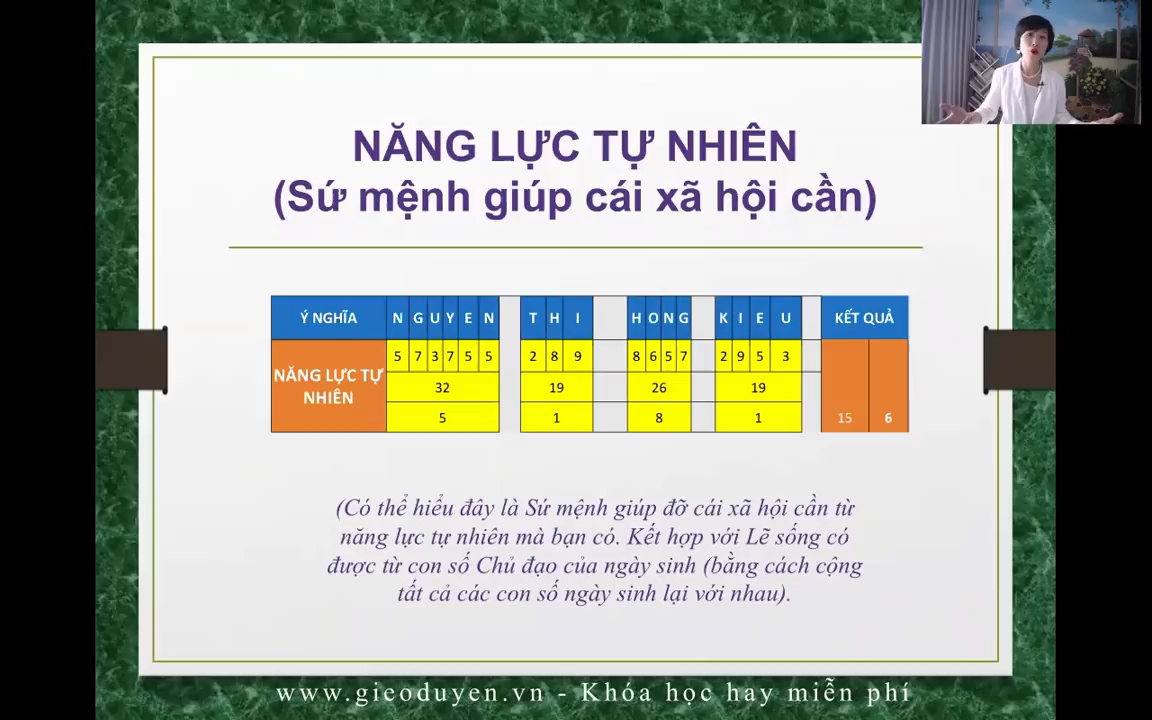 NĂNG LỰC TỰ NHIÊN
(Sứ mệnh giúp cái xã hội cần)
Ý NGHĨA N G U Y E N T H I H O N G K I E U KẾT QUẢ
NĂNG LỰC TỰ NHIÊN 5 7 3 7 5 5 2 8 9 8 6 5 7 2 9 5 3
32 19 26 19
5 1 8 1 15 6
(Có thể hiểu đây là Sứ mệnh giúp đỡ cái xã hội cần từ
năng lực tự nhiên mà bạn có. Kết hợp với Lẽ sống có
được từ con số Chủ đạo của ngày sinh (bằng cách cộng
tất cả các con số ngày sinh lại với nhau).
www.gieoduyen.vn - Khóa học hay miễn phí